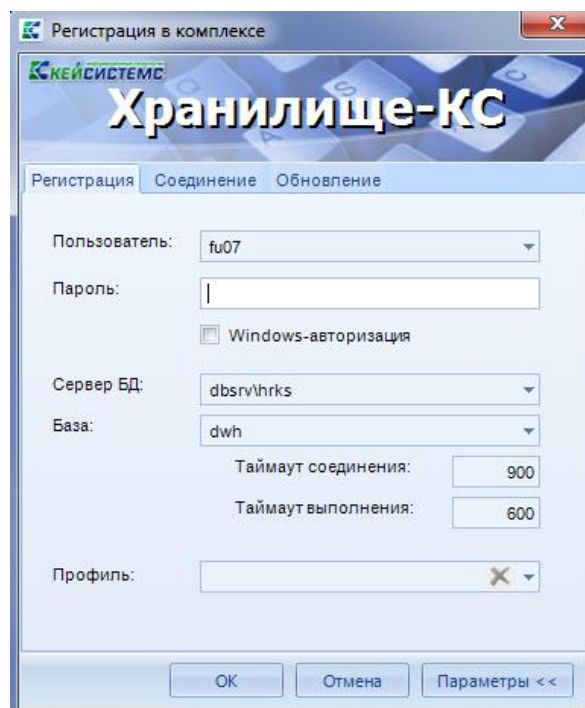 Регистрация в комплексе
КЕЙСИСТЕМС
Хранилище-КС
Регистрация Соединение Обновление
Пользователь: fu07
Пароль:
Windows-авторизация
Сервер БД: dbsrv\hrks
База: dwh
Таймаут соединения: 900
Таймаут выполнения: 600
Профиль:
ОК Отмена Параметры <<